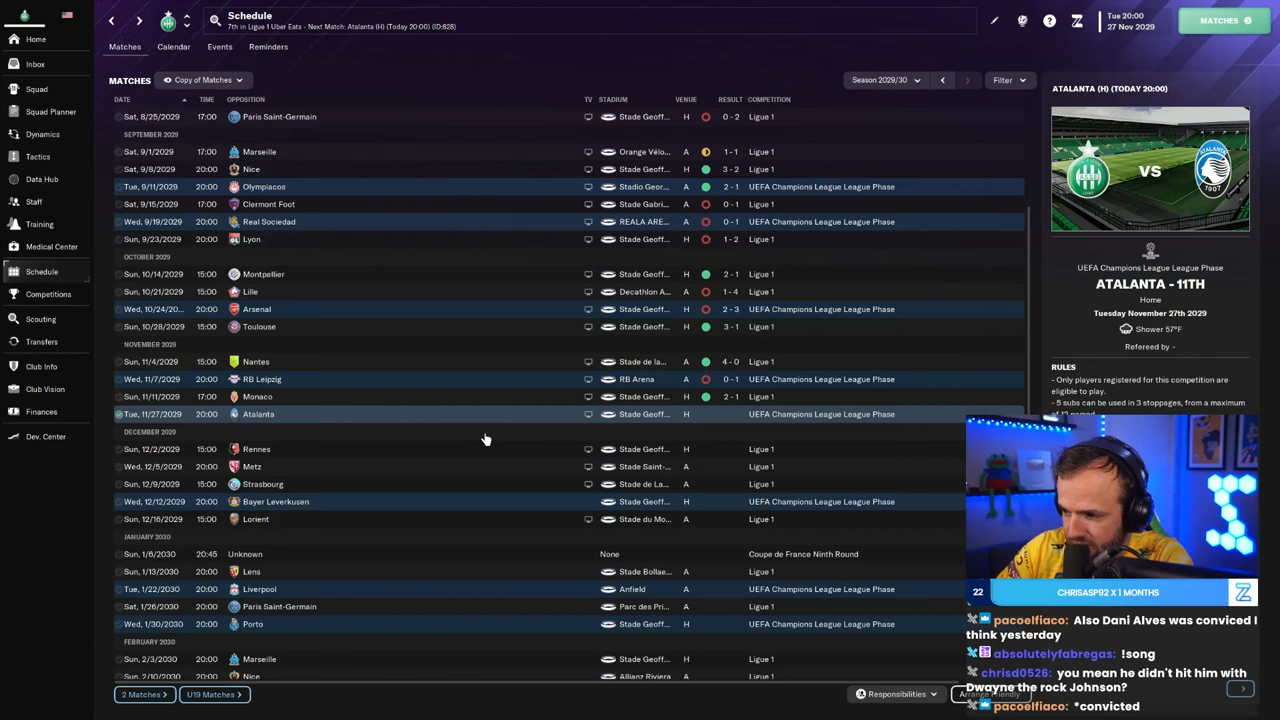 Schedule
7th in Ligue 1 Uber Eats - Next Match: Atalanta (H) (Today 20:00) (ID:828)
Tue 20:00
27 Nov 2029
MATCHES
Home
Inbox
Squad
Squad Planner
Dynamics
Tactics
Data Hub
Staff
Training
Medical Center
Schedule
Competitions
Scouting
Transfers
Club Info
Club Vision
Finances
Dev. Center
Matches Calendar Events Reminders
MATCHES Copy of Matches Season 2029/30 Filter
DATE TIME OPPOSITION TV STADIUM VENUE RESULT COMPETITION
Sat, 8/25/2029 17:00 Paris Saint-Germain Stade Geoff... H 0 - 2 Ligue 1
SEPTEMBER 2029
Sat, 9/1/2029 17:00 Marseille Orange Vélo... A 1 - 1 Ligue 1
Sat, 9/8/2029 20:00 Nice Stade Geoff... H 3 - 2 Ligue 1
Tue, 9/11/2029 20:00 Olympiacos Stadio Geor... A 2 - 1 UEFA Champions League League Phase
Sat, 9/15/2029 17:00 Clermont Foot Stade Gabri... A 0 - 1 Ligue 1
Wed, 9/19/2029 20:00 Real Sociedad REALA ARE... A 0 - 1 UEFA Champions League League Phase
Sun, 9/23/2029 20:00 Lyon Stade Geoff... H 1 - 2 Ligue 1
OCTOBER 2029
Sun, 10/14/2029 15:00 Montpellier Stade Geoff... H 2 - 1 Ligue 1
Sun, 10/21/2029 15:00 Lille Decathlon A... A 1 - 4 Ligue 1
Wed, 10/24/20... 20:00 Arsenal Stade Geoff... H 2 - 3 UEFA Champions League League Phase
Sun, 10/28/2029 15:00 Toulouse Stade Geoff... H 3 - 1 Ligue 1
NOVEMBER 2029
Sun, 11/4/2029 15:00 Nantes Stade de la... A 4 - 0 Ligue 1
Wed, 11/7/2029 20:00 RB Leipzig RB Arena A 0 - 1 UEFA Champions League League Phase
Sun, 11/11/2029 17:00 Monaco Stade Geoff... H 2 - 1 Ligue 1
Tue, 11/27/2029 20:00 Atalanta Stade Geoff... H UEFA Champions League League Phase
DECEMBER 2029
Sun, 12/2/2029 15:00 Rennes Stade Geoff... H Ligue 1
Wed, 12/5/2029 20:00 Metz Stade Saint-... A Ligue 1
Sun, 12/9/2029 15:00 Strasbourg Stade de La... A Ligue 1
Wed, 12/12/2029 20:00 Bayer Leverkusen Stade Geoff... H UEFA Champions League League Phase
Sun, 12/16/2029 15:00 Lorient Stade du Mo... A Ligue 1
JANUARY 2030
Sun, 1/6/2030 20:45 Unknown None Coupe de France Ninth Round
Sun, 1/13/2030 20:00 Lens Stade Bollae... A Ligue 1
Tue, 1/22/2030 20:00 Liverpool Anfield A UEFA Champions League League Phase
Sat, 1/26/2030 20:00 Paris Saint-Germain Parc des Pri... A Ligue 1
Wed, 1/30/2030 20:00 Porto Stade Geoff... H UEFA Champions League League Phase
FEBRUARY 2030
Sun, 2/3/2030 20:00 Marseille Stade Geoff... H Ligue 1
Sun, 2/10/2030 20:00 Nice Allianz Riviera A Ligue 1
2 Matches U19 Matches Responsibilities Arrange Friendly
ATALANTA (H) (TODAY 20:00)
VS
ATALANTA
1907
UEFA Champions League League Phase
ATALANTA - 11TH
Home
Tuesday November 27th 2029
Shower 57°F
Refereed by -
RULES
- Only players registered for this competition are
eligible to play.
- 5 subs can be used in 3 stoppages, from a maximum
22 CHRISASP92 X 1 MONTHS Z
pacoelfiaco: Also Dani Alves was conviced I
think yesterday
absolutelyfabregas: !song
chrisd0526: you mean he didn't hit him with
Dwayne the rock Johnson?
pacoelfiaco: *convicted